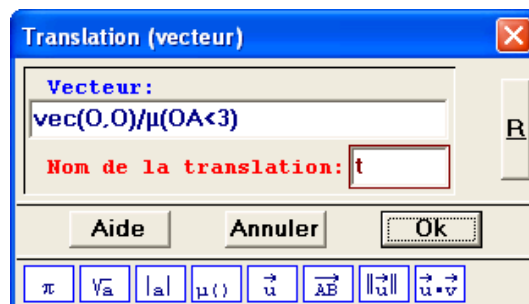 Translation (vecteur)
Vecteur:
vec(O,O)/µ(OA<3)
R
Nom de la translation: t
Aide Annuler Ok
π √a |a| µ() u AB ||u|| u•v